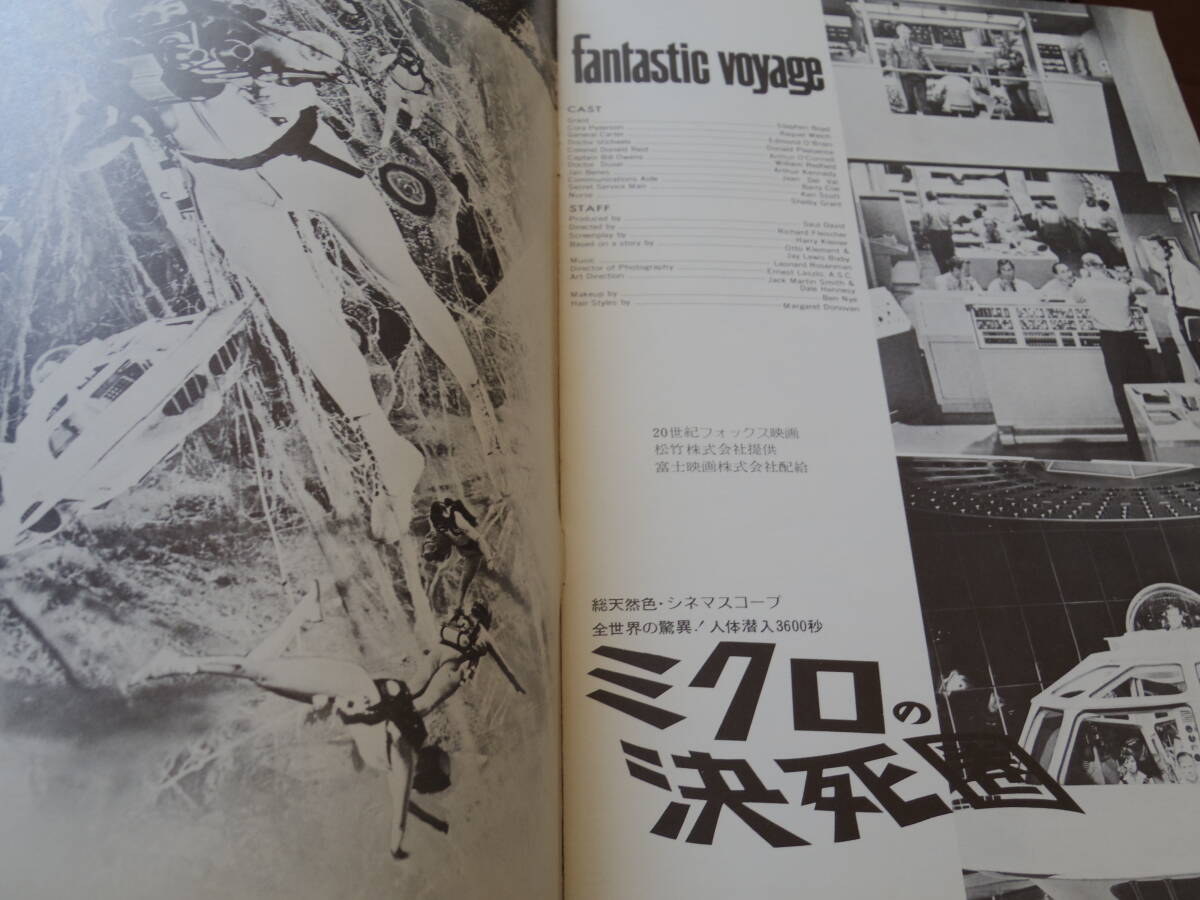 fantastic voyage
CAST
Grant Stephen Boyd
Cora Peterson Raquel Welch
General Carter Edmond O'Brien
Doctor Michaels Donald Pleasence
Colonel Donald Reid Arthur O'Connell
Captain Bill Owens William Redfield
Doctor Duval Arthur Kennedy
Jan Benes Jean Del Val
Communications Aide Barry Coe
Secret Service Man Ken Scott
Nurse Shelby Grant
STAFF
Produced by Saul David
Directed by Richard Fleischer
Screenplay by Harry Kleiner
Based on a story by Otto Klement &
Jay Lewis Bixby
Music Leonard Rosenman
Director of Photography Ernest Laszlo, A.S.C.
Art Direction Jack Martin Smith &
Dale Hennesy
Makeup by Ben Nye
Hair Styles by Margaret Donovan
20世紀フォックス映画
松竹株式会社提供
富士映画株式会社配給
総天然色・シネマスコープ
全世界の驚異！人体潜入3600秒
ミクロの
決死圏